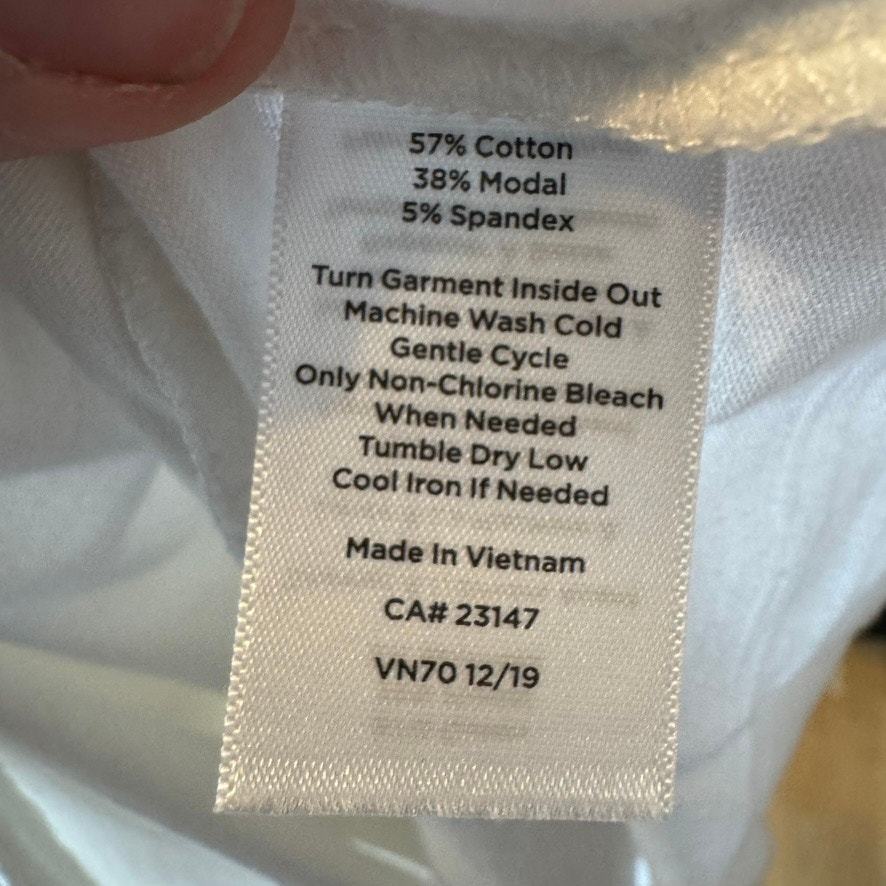 57% Cotton
38% Modal
5% Spandex
Turn Garment Inside Out
Machine Wash Cold
Gentle Cycle
Only Non-Chlorine Bleach
When Needed
Tumble Dry Low
Cool Iron If Needed
Made In Vietnam
CA# 23147
VN70 12/19